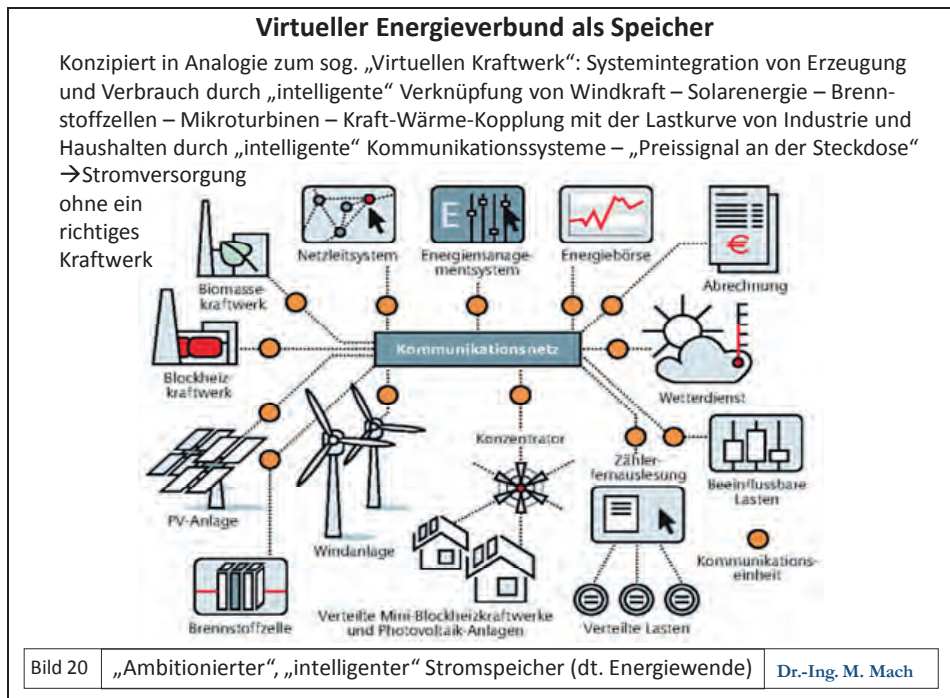 Virtueller Energieverbund als Speicher
Konzipiert in Analogie zum sog. „Virtuellen Kraftwerk“: Systemintegration von Erzeugung
und Verbrauch durch „intelligente“ Verknüpfung von Windkraft – Solarenergie – Brenn-
stoffzellen – Mikroturbinen – Kraft-Wärme-Kopplung mit der Lastkurve von Industrie und
Haushalten durch „intelligente“ Kommunikationssysteme – „Preissignal an der Steckdose“
→Stromversorgung
ohne ein
richtiges
Kraftwerk
E
€
Netzleitsystem
Energiemanage-
mentsystem
Energiebörse
Abrechnung
Biomasse-
kraftwerk
Kommunikationsnetz
Blockheiz-
kraftwerk
Wetterdienst
Konzentrator
Zähler-
fernauslesung
Beeinflussbare
Lasten
PV-Anlage
Windanlage
Kommunikations-
einheit
Brennstoffzelle
Verteilte Mini-Blockheizkraftwerke
und Photovoltaik-Anlagen
Verteilte Lasten
Bild 20
„Ambitionierter“, „intelligenter“ Stromspeicher (dt. Energiewende)
Dr.-Ing. M. Mach